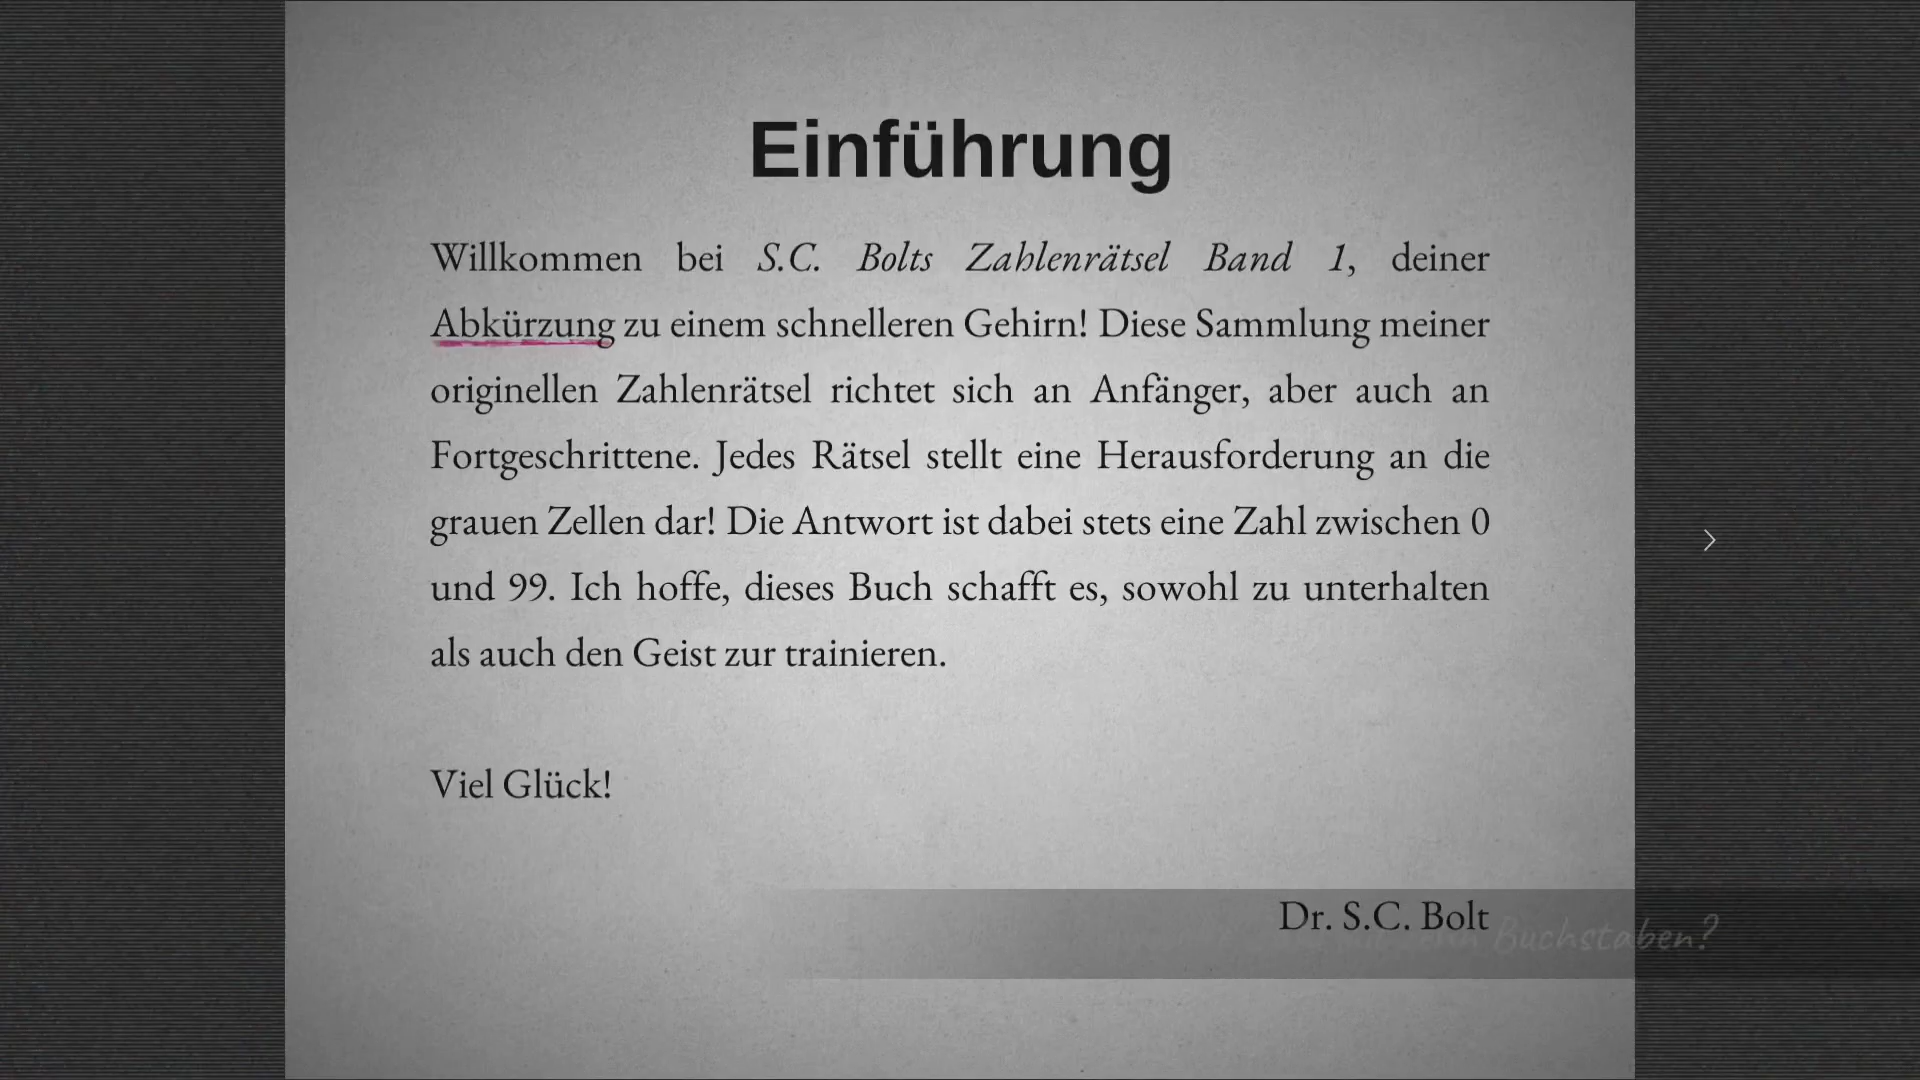 Einführung
Willkommen bei S.C. Bolts Zahlenrätsel Band 1, deiner
Abkürzung zu einem schnelleren Gehirn! Diese Sammlung meiner
originellen Zahlenrätsel richtet sich an Anfänger, aber auch an
Fortgeschrittene. Jedes Rätsel stellt eine Herausforderung an die
grauen Zellen dar! Die Antwort ist dabei stets eine Zahl zwischen 0
und 99. Ich hoffe, dieses Buch schafft es, sowohl zu unterhalten
als auch den Geist zur trainieren.
Viel Glück!
Dr. S.C. Bolt
Buchstaben?